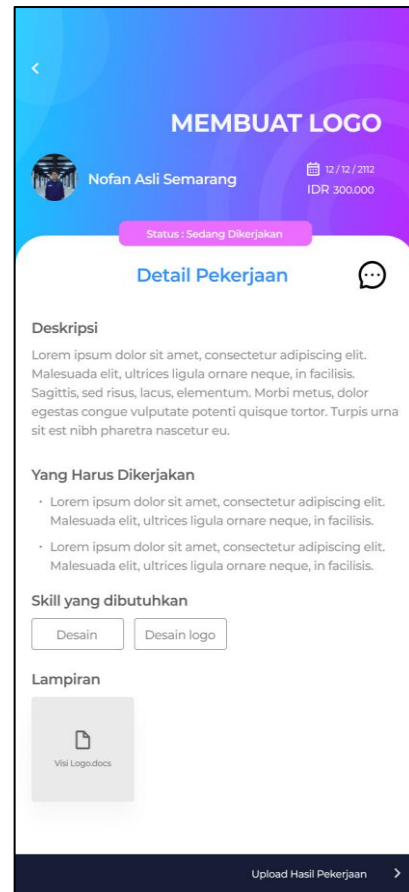 MEMBUAT LOGO
Nofan Asli Semarang
12 / 12 / 2112
IDR 300.000
Status : Sedang Dikerjakan
Detail Pekerjaan
Deskripsi
Lorem ipsum dolor sit amet, consectetur adipiscing elit.
Malesuada elit, ultrices ligula ornare neque, in facilisis.
Sagittis, sed risus, lacus, elementum. Morbi metus, dolor
egestas congue vulputate potenti quisque tortor. Turpis urna
sit est nibh pharetra nascetur eu.
Yang Harus Dikerjakan
• Lorem ipsum dolor sit amet, consectetur adipiscing elit.
Malesuada elit, ultrices ligula ornare neque, in facilisis.
• Lorem ipsum dolor sit amet, consectetur adipiscing elit.
Malesuada elit, ultrices ligula ornare neque, in facilisis.
Skill yang dibutuhkan
Desain
Desain logo
Lampiran
Visi Logo.docs
Upload Hasil Pekerjaan